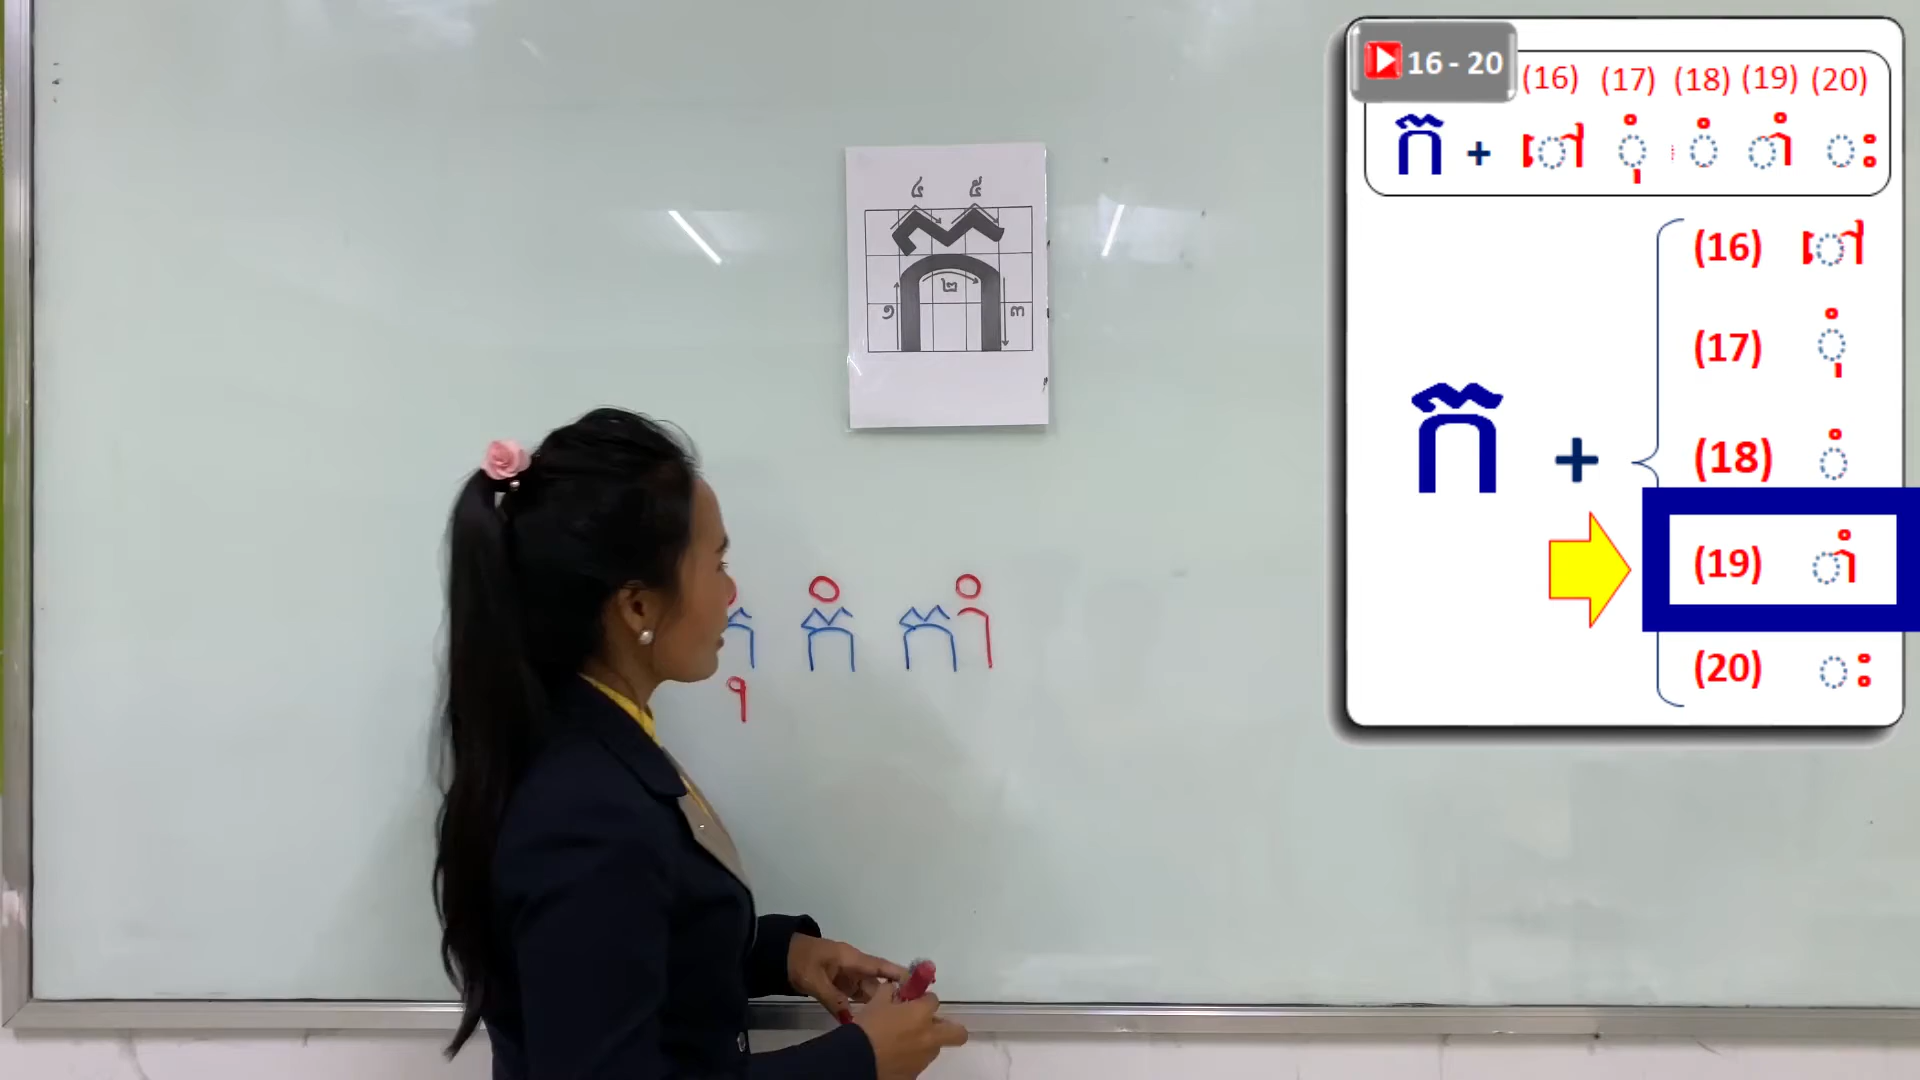 16 - 20 (16) (17) (18) (19) (20)
ក + ៅ ុំ ំ ាំ ះ
(16) ៅ
(17) ុំ
ក + (18) ំ
(19) ាំ
(20) ះ
៤ ៥
១ ២ ៣
ក
កំ កាំ